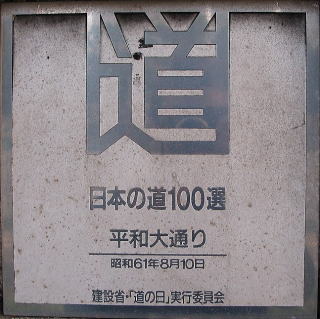 道
日本の道100選
平和大通り
昭和61年8月10日
建設省・「道の日」実行委員会